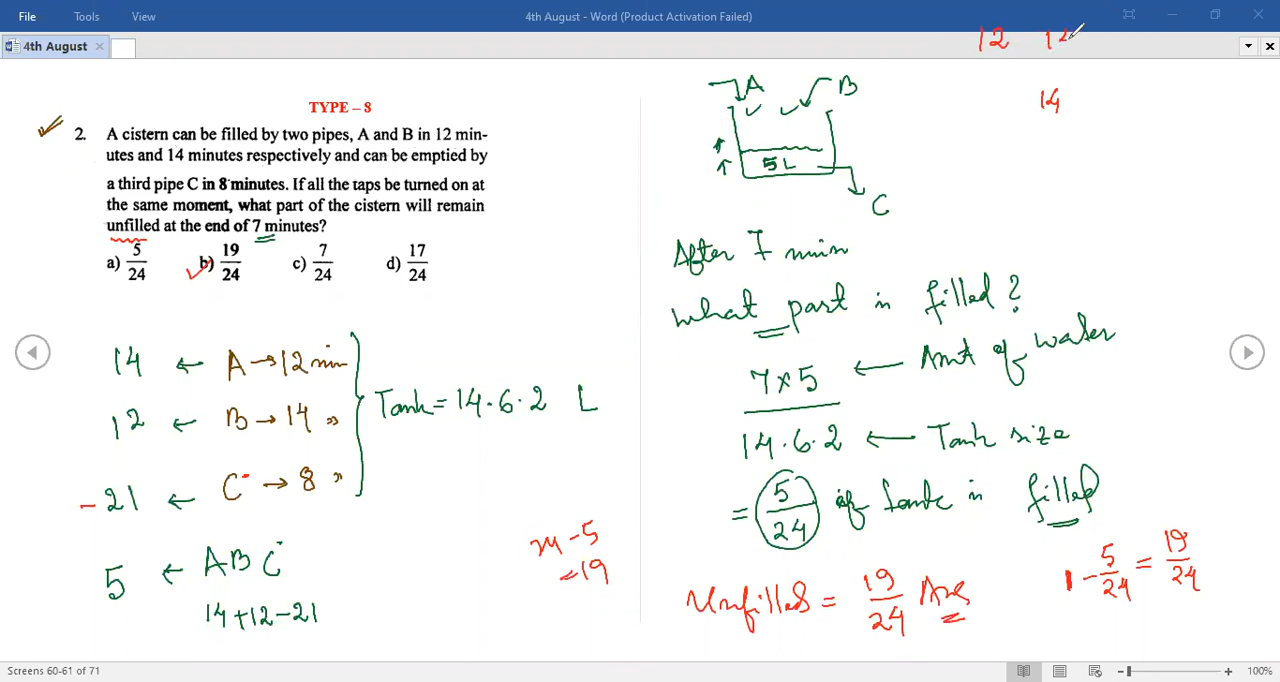 File Tools View
4th August - Word (Product Activation Failed)
4th August
TYPE – 8
2. A cistern can be filled by two pipes, A and B in 12 min-
utes and 14 minutes respectively and can be emptied by
a third pipe C in 8 minutes. If all the taps be turned on at
the same moment, what part of the cistern will remain
unfilled at the end of 7 minutes?
a) 5/24 b) 19/24 c) 7/24 d) 17/24
14 ← A → 12 min
12 ← B → 14 "
-21 ← C⁻ → 8 "
Tank = 14·6·2 L
5 ← A B C⁻
14+12-21
-5
=19
12
14
A B
5 L
C
After 7 min
What part is filled?
7×5 ← Amt of water
14·6·2 ← Tank size
= 5/24 of tank is filled
Unfilled = 19/24 Ans
1 - 5/24 = 19/24
Screens 60-61 of 71
100%